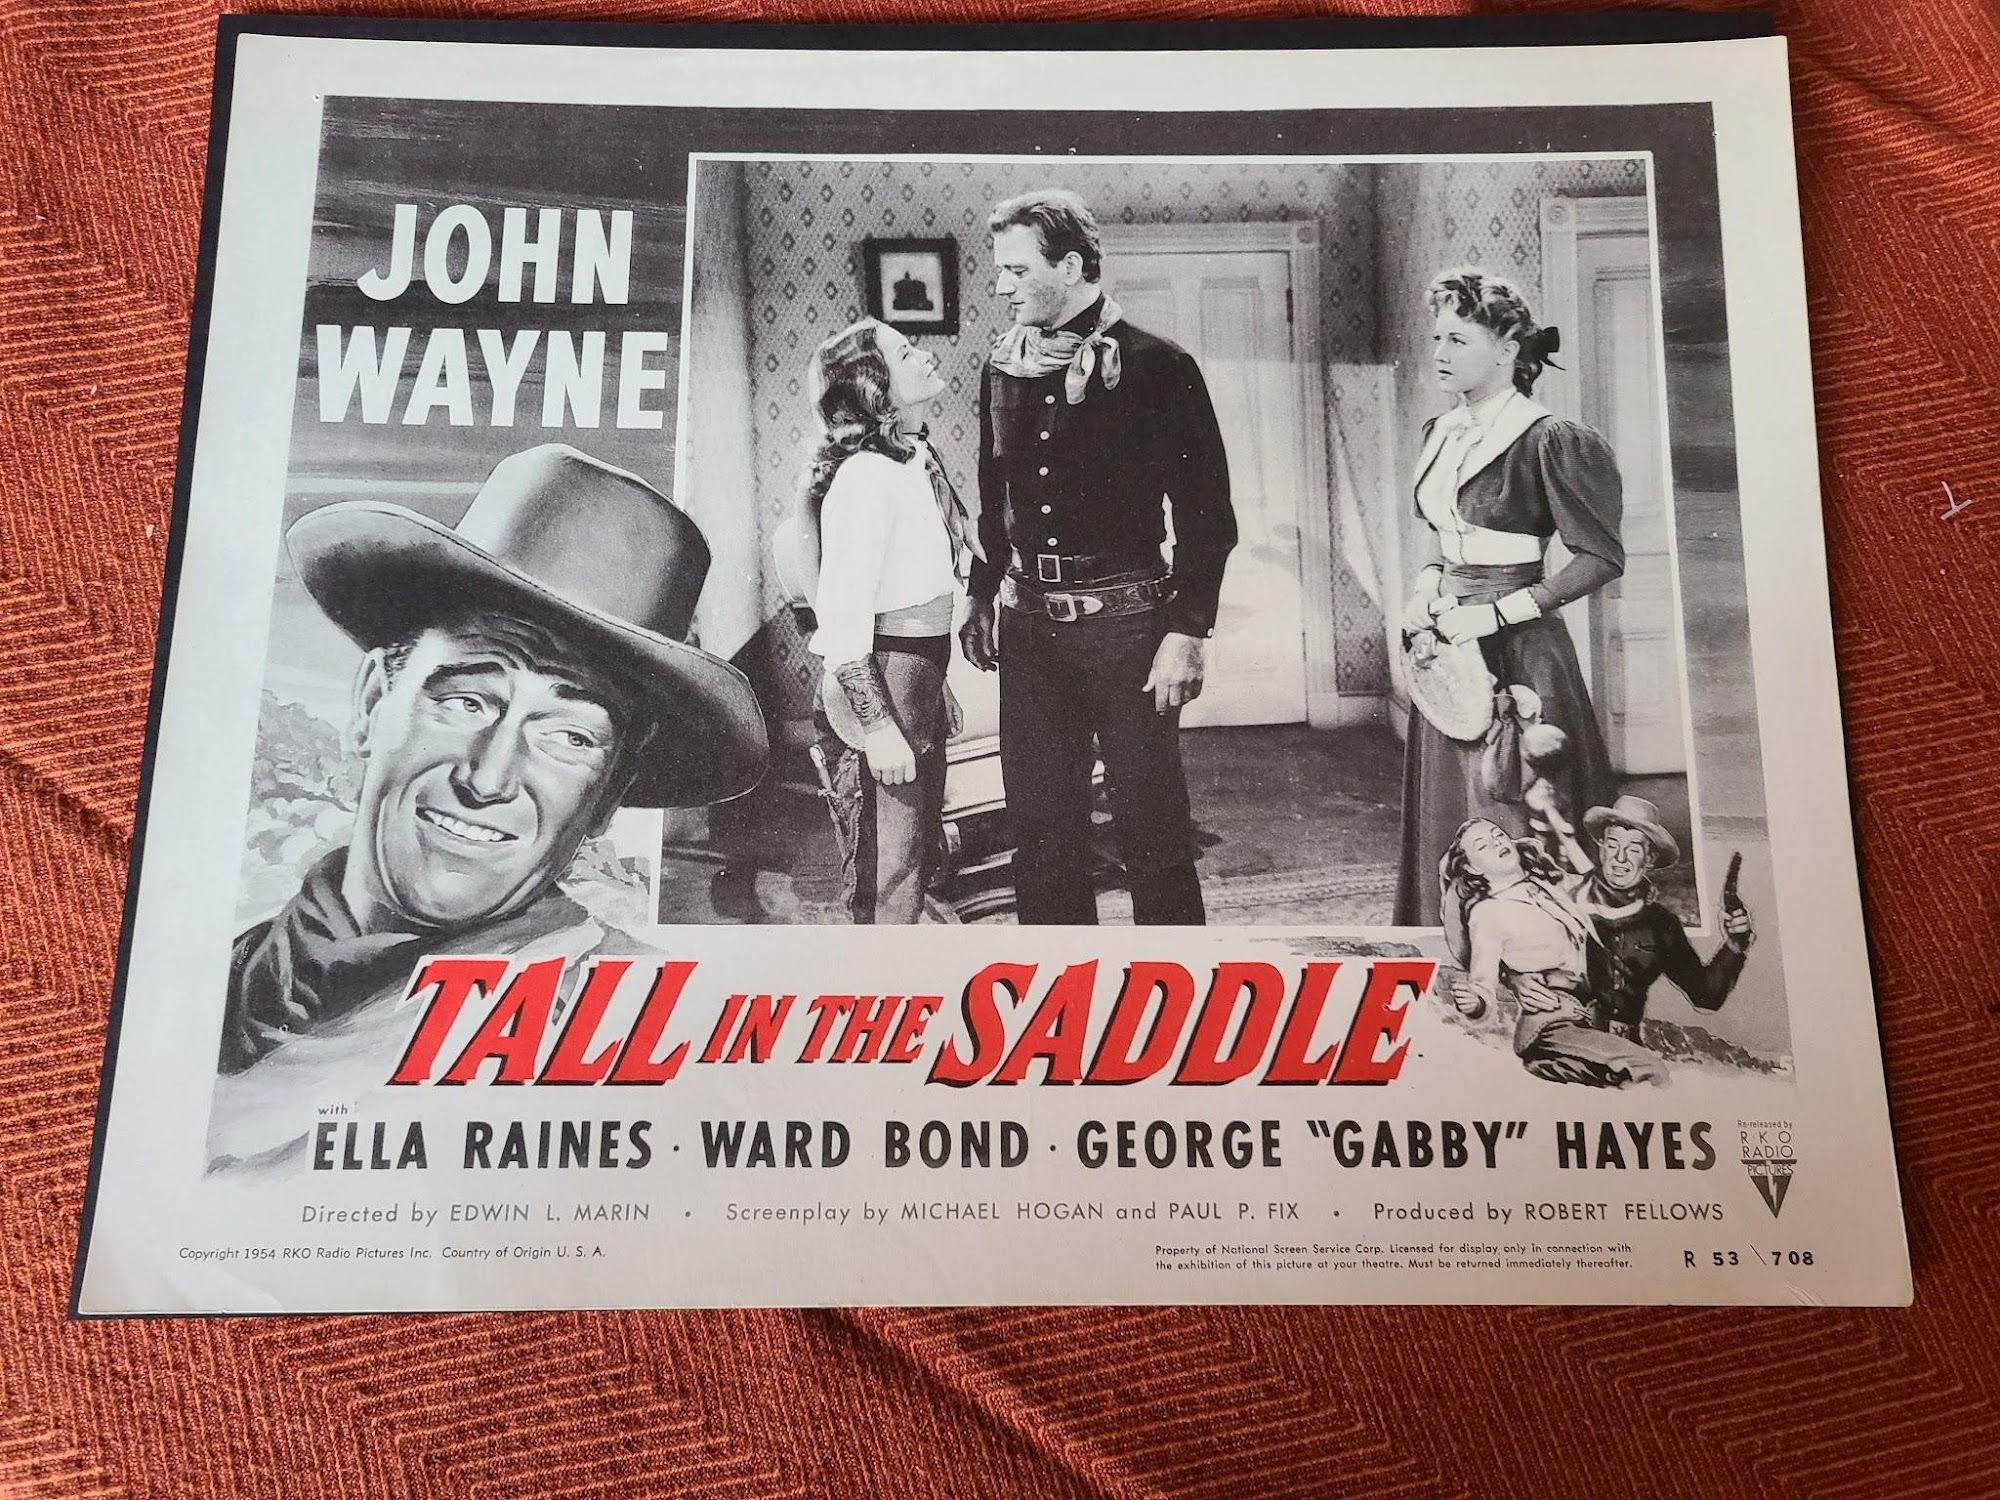 JOHN
WAYNE
TALL IN THE SADDLE
with
ELLA RAINES · WARD BOND · GEORGE "GABBY" HAYES
Re-released by
RKO
RADIO
PICTURES
Directed by EDWIN L. MARIN • Screenplay by MICHAEL HOGAN and PAUL P. FIX • Produced by ROBERT FELLOWS
Copyright 1954 RKO Radio Pictures Inc. Country of Origin U. S. A.
Property of National Screen Service Corp. Licensed for display only in connection with
the exhibition of this picture at your theatre. Must be returned immediately thereafter.
R 53 \ 708